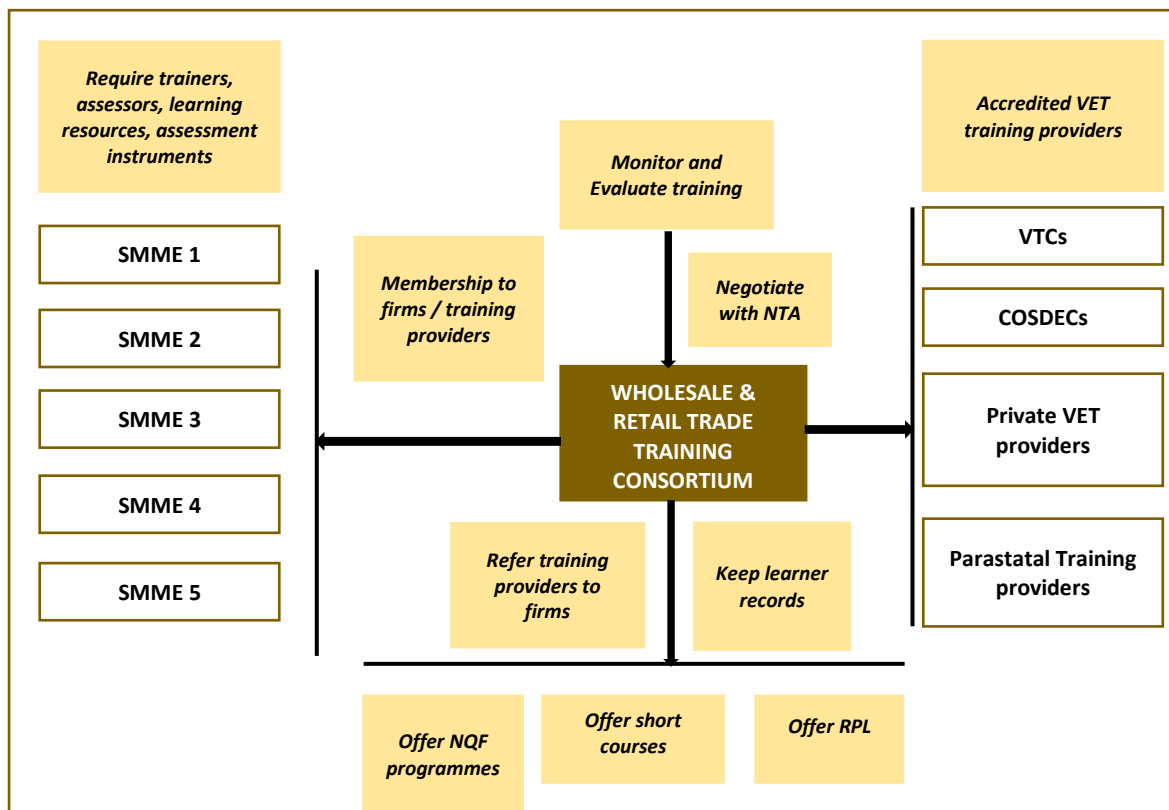 Require trainers,
assessors, learning
resources, assessment
instruments
SMME 1
SMME 2
SMME 3
SMME 4
SMME 5
Membership to
firms / training
providers
Monitor and
Evaluate training
Negotiate
with NTA
WHOLESALE &
RETAIL TRADE
TRAINING
CONSORTIUM
Refer training
providers to
firms
Keep learner
records
Offer NQF
programmes
Offer short
courses
Offer RPL
Accredited VET
training providers
VTCs
COSDECs
Private VET
providers
Parastatal Training
providers